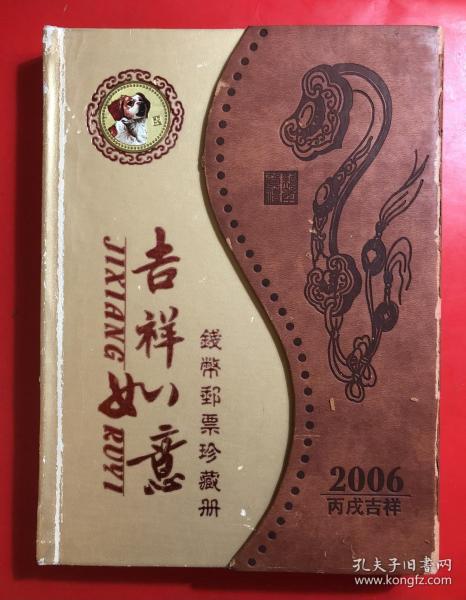 吉祥如意
JIXIANG RUYI
錢幣郵票珍藏册
2006
丙戌吉祥
孔夫子旧书网
www.kongfz.com